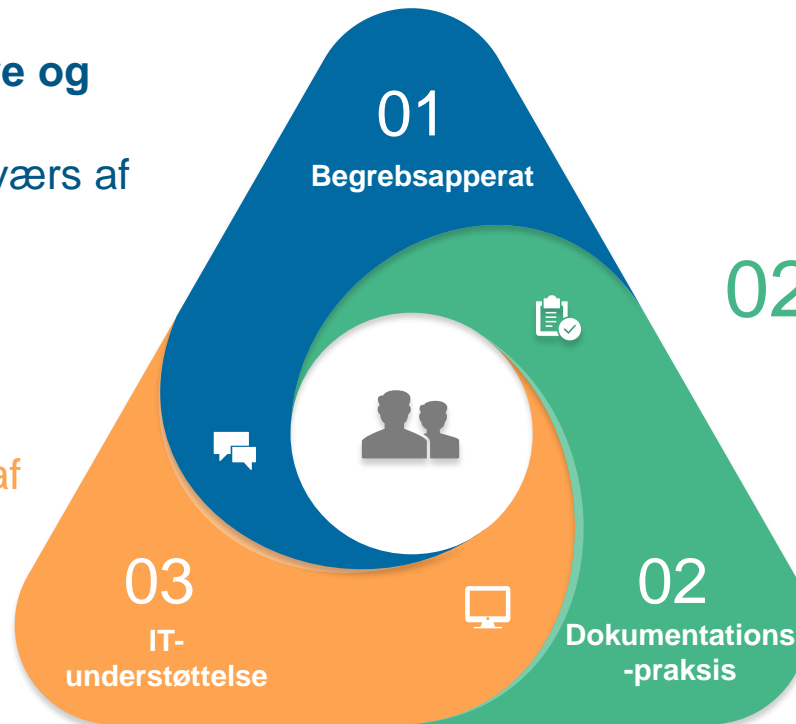 e og
01
Begrebsapperat
værs af
02
af
03
IT-
understøttelse
02
Dokumentations
-praksis